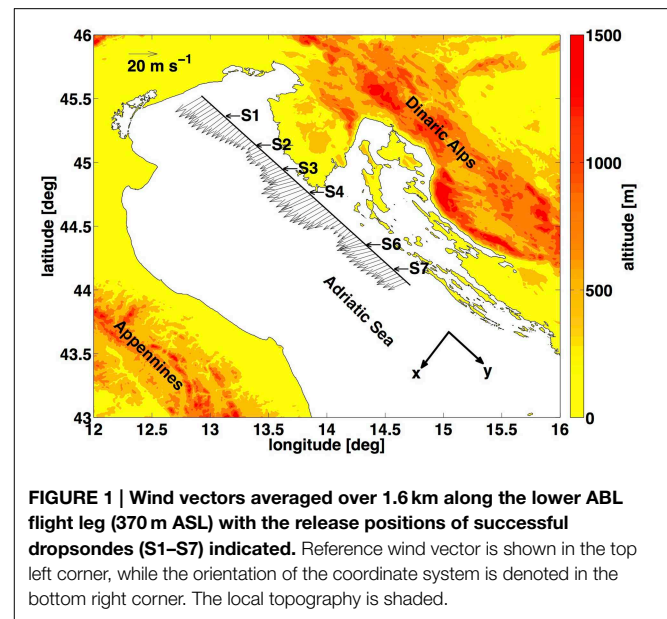 46
45.5
45
44.5
44
43.5
43
12
12.5
13
13.5
14
14.5
15
15.5
16
latitude [deg]
longitude [deg]
20 m s⁻¹
S1
S2
S3
S4
S6
S7
Dinaric Alps
Adriatic Sea
Appennines
x
y
1500
1000
500
0
altitude [m]
FIGURE 1 | Wind vectors averaged over 1.6 km along the lower ABL
flight leg (370 m ASL) with the release positions of successful
dropsondes (S1–S7) indicated. Reference wind vector is shown in the top
left corner, while the orientation of the coordinate system is denoted in the
bottom right corner. The local topography is shaded.